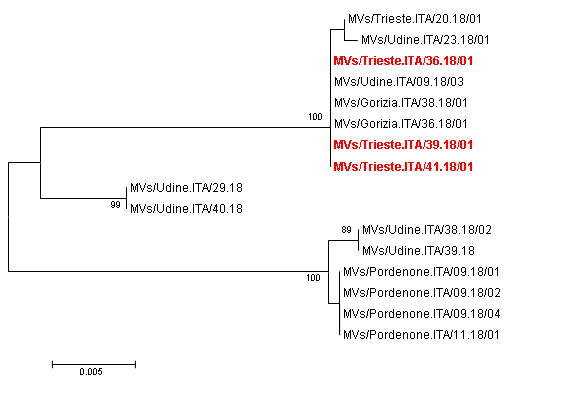 MVs/Trieste.ITA/20.18/01
MVs/Udine.ITA/23.18/01
MVs/Trieste.ITA/36.18/01
MVs/Udine.ITA/09.18/03
MVs/Gorizia.ITA/38.18/01
100
MVs/Gorizia.ITA/36.18/01
MVs/Trieste.ITA/39.18/01
MVs/Trieste.ITA/41.18/01
MVs/Udine.ITA/29.18
99
MVs/Udine.ITA/40.18
89
MVs/Udine.ITA/38.18/02
MVs/Udine.ITA/39.18
100
MVs/Pordenone.ITA/09.18/01
MVs/Pordenone.ITA/09.18/02
MVs/Pordenone.ITA/09.18/04
MVs/Pordenone.ITA/11.18/01
0.005